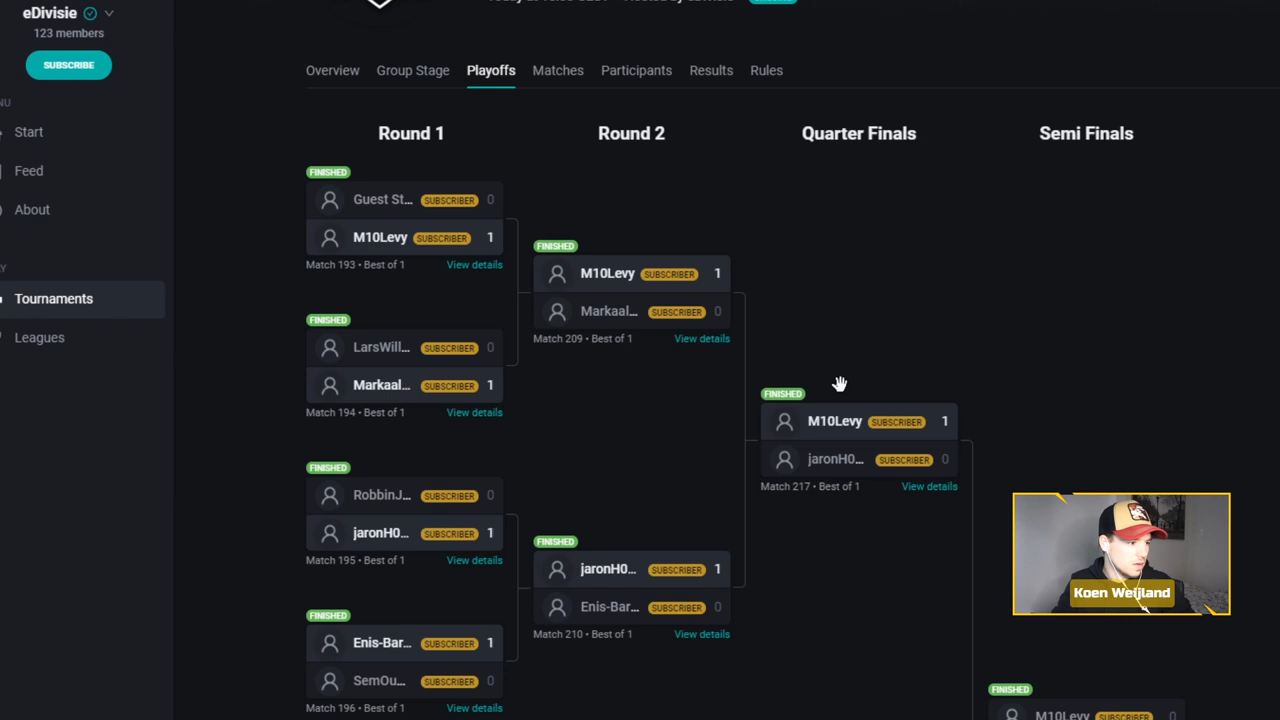 eDivisie
123 members
SUBSCRIBE
Start
Feed
About
Tournaments
Leagues
Overview Group Stage Playoffs Matches Participants Results Rules
Round 1
Round 2
Quarter Finals
Semi Finals
FINISHED
Guest St... SUBSCRIBER 0
M10Levy SUBSCRIBER 1
Match 193 • Best of 1 View details
FINISHED
LarsWill... SUBSCRIBER 0
Markaal... SUBSCRIBER 1
Match 194 • Best of 1 View details
FINISHED
RobbinJ... SUBSCRIBER 0
jaronH0... SUBSCRIBER 1
Match 195 • Best of 1 View details
FINISHED
Enis-Bar... SUBSCRIBER 1
SemOu... SUBSCRIBER 0
Match 196 • Best of 1 View details
FINISHED
M10Levy SUBSCRIBER 1
Markaal... SUBSCRIBER 0
Match 209 • Best of 1 View details
FINISHED
jaronH0... SUBSCRIBER 1
Enis-Bar... SUBSCRIBER 0
Match 210 • Best of 1 View details
FINISHED
M10Levy SUBSCRIBER 1
jaronH0... SUBSCRIBER 0
Match 217 • Best of 1 View details
FINISHED
M10Levy SUBSCRIBER 0
Koen Weijland